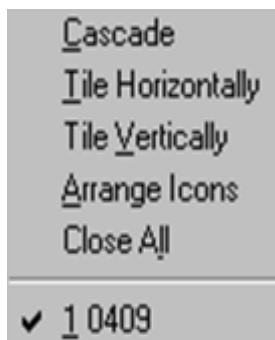 Cascade
Tile Horizontally
Tile Vertically
Arrange Icons
Close All
✔ 1 0409